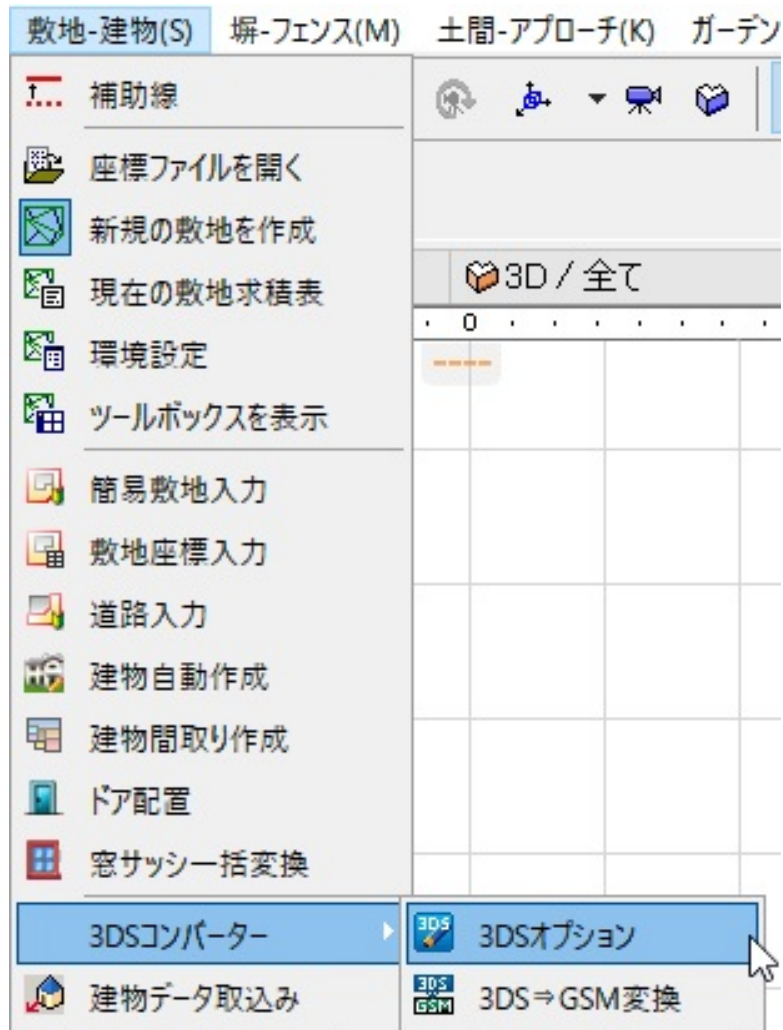 敷地-建物(S) 塀-フェンス(M) 土間-アプローチ(K) ガーデン
補助線
座標ファイルを開く
新規の敷地を作成
現在の敷地求積表
3D / 全て
0
環境設定
ツールボックスを表示
簡易敷地入力
敷地座標入力
道路入力
建物自動作成
建物間取り作成
ドア配置
窓サッシ一括変換
3DSコンバーター
3DS 3DSオプション
建物データ取込み
3DS GSM 3DS⇒GSM変換